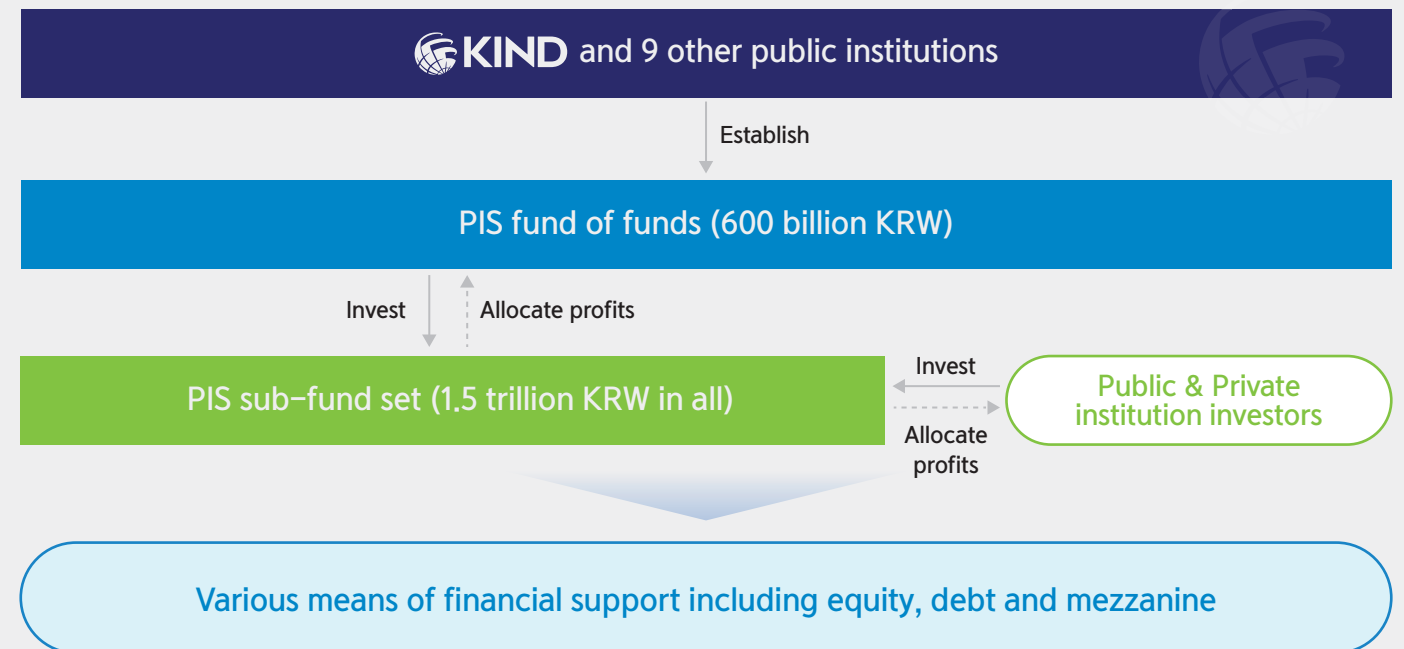 KIND and 9 other public institutions
Establish
PIS fund of funds (600 billion KRW)
Invest
Allocate profits
PIS sub-fund set (1.5 trillion KRW in all)
Invest
Allocate
profits
Public & Private
institution investors
Various means of financial support including equity, debt and mezzanine